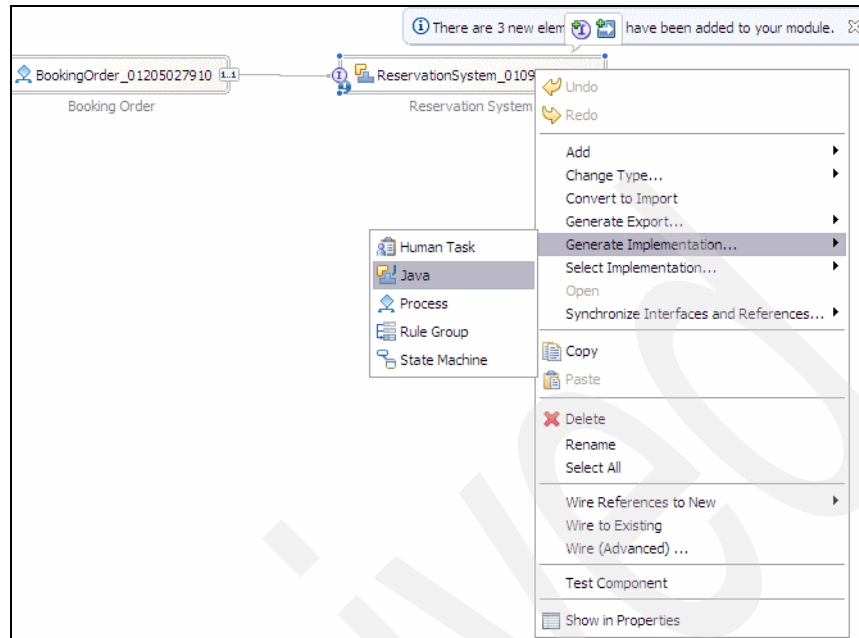 There are 3 new elem have been added to your module.
BookingOrder_01205027910 1..1
Booking Order
I ReservationSystem_0109
Reservation System
Undo
Redo
Add
Change Type...
Convert to Import
Generate Export...
Generate Implementation...
Human Task
Java
Process
Rule Group
State Machine
Select Implementation...
Open
Synchronize Interfaces and References...
Copy
Paste
Delete
Rename
Select All
Wire References to New
Wire to Existing
Wire (Advanced) ...
Test Component
Show in Properties